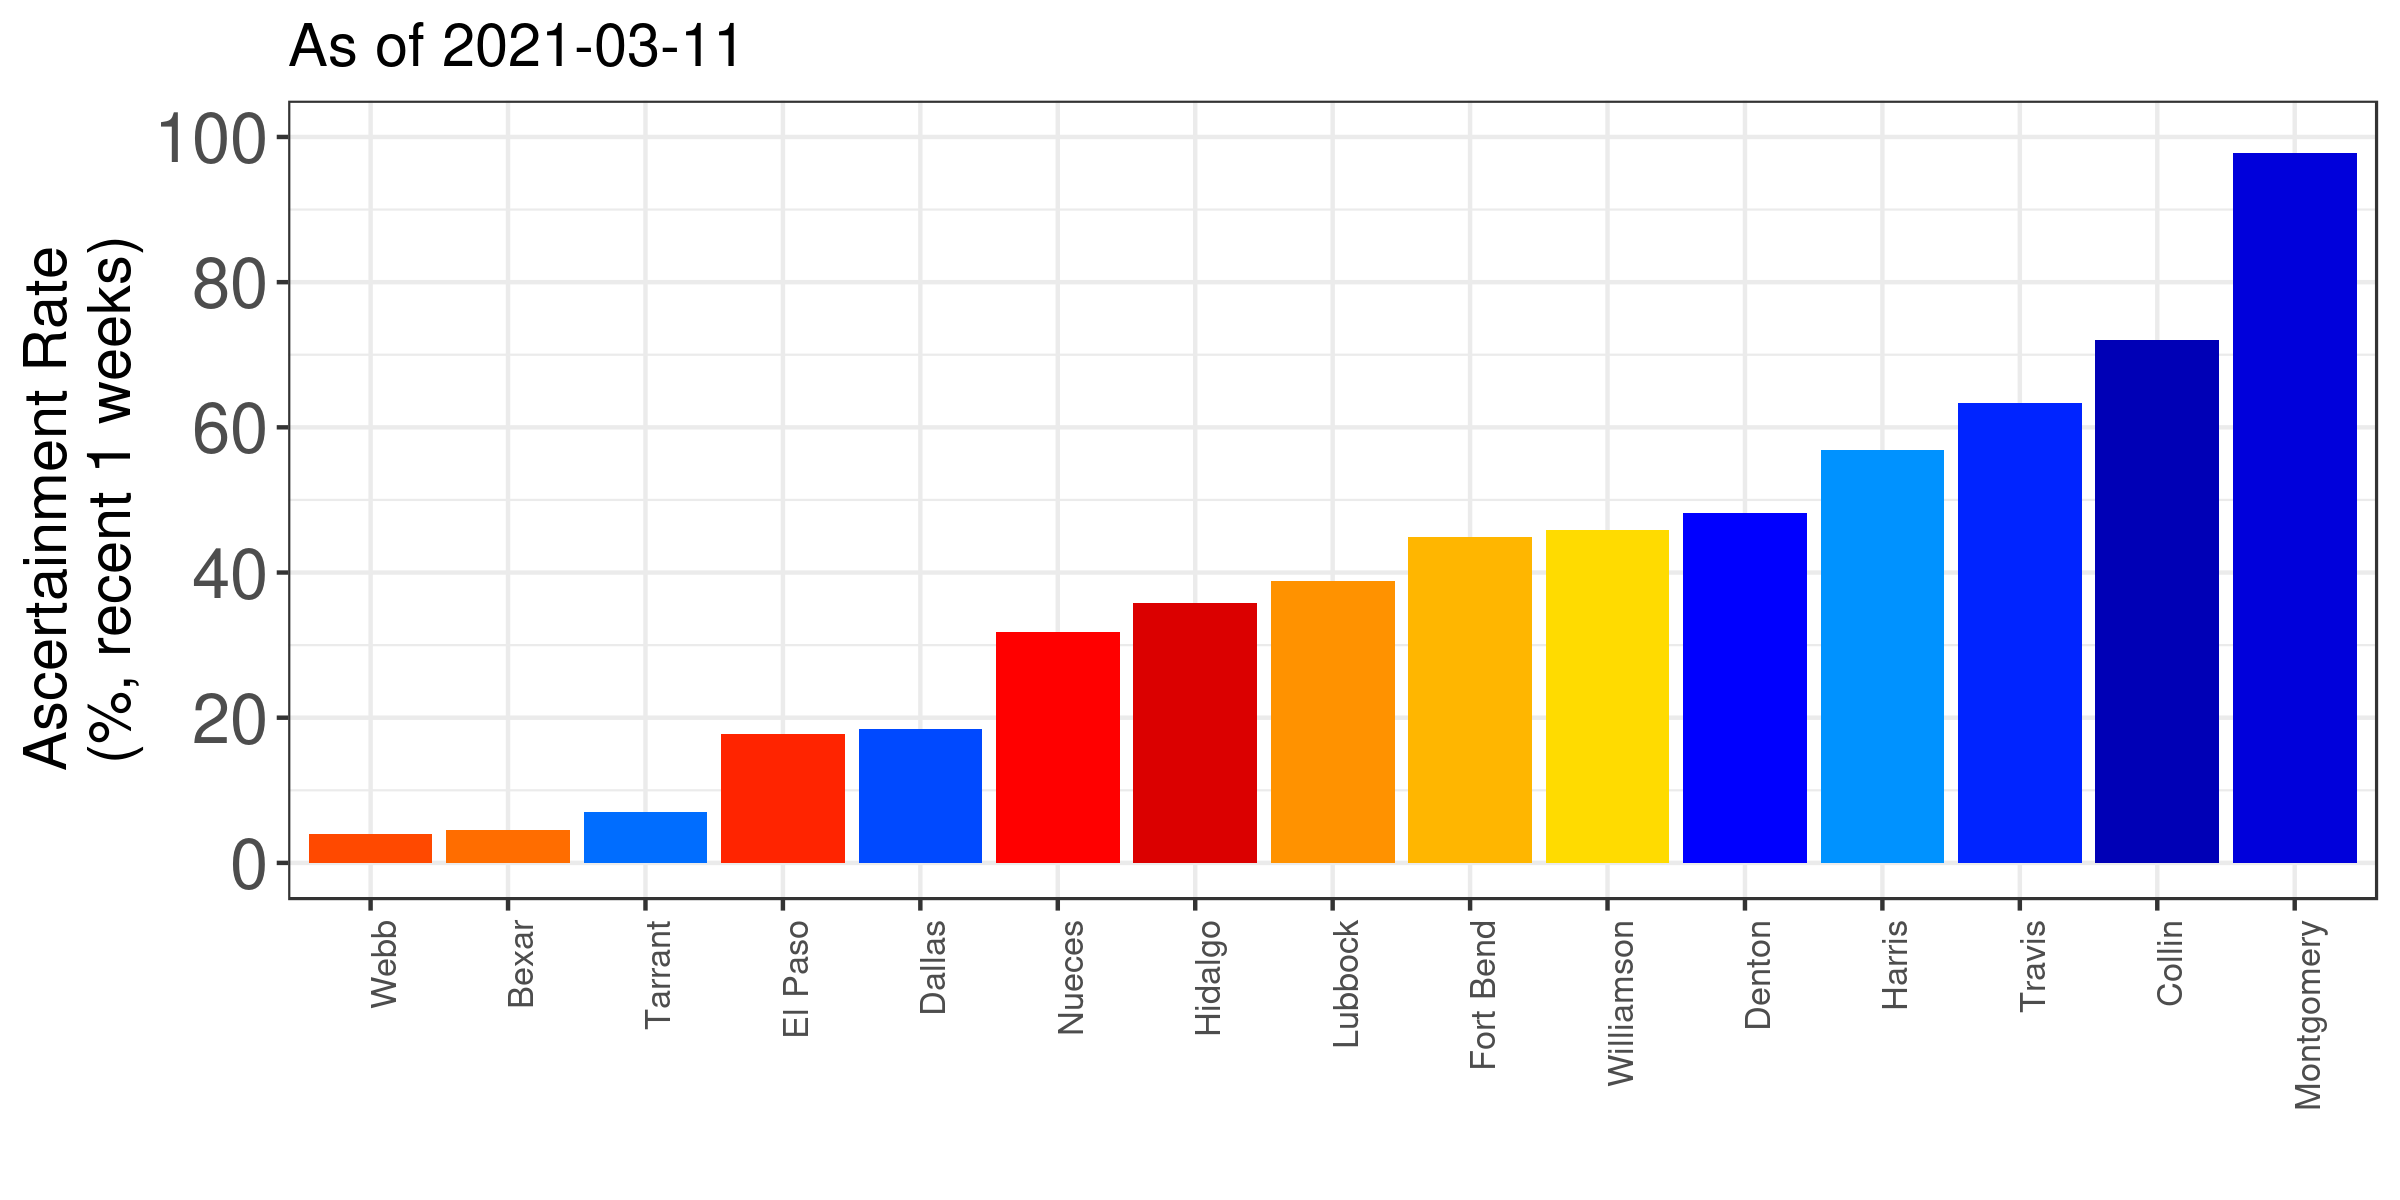 As of 2021-03-11
Ascertainment Rate
(%, recent 1 weeks)
100
80
60
40
20
0
Webb
Bexar
Tarrant
El Paso
Dallas
Nueces
Hidalgo
Lubbock
Fort Bend
Williamson
Denton
Harris
Travis
Collin
Montgomery